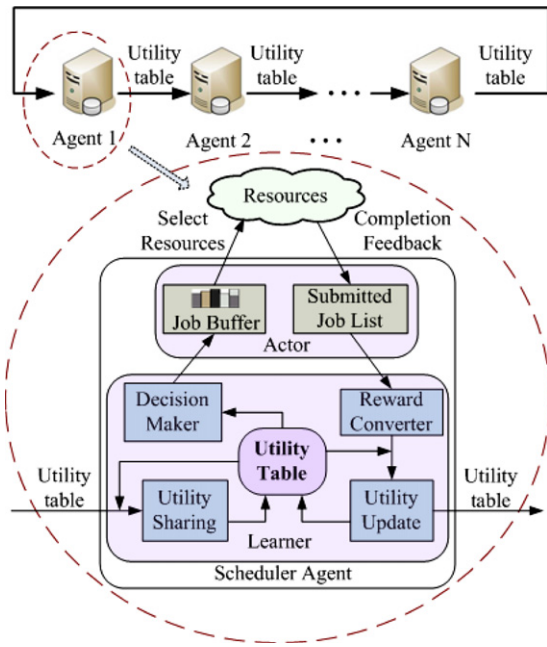 Utility
table
Utility
table
Utility
table
Agent 1
Agent 2
Agent N
Resources
Select
Resources
Completion
Feedback
Job Buffer
Submitted
Job List
Actor
Decision
Maker
Reward
Converter
Utility
Table
Utility
table
Utility
Sharing
Utility
Update
Utility
table
Learner
Scheduler Agent